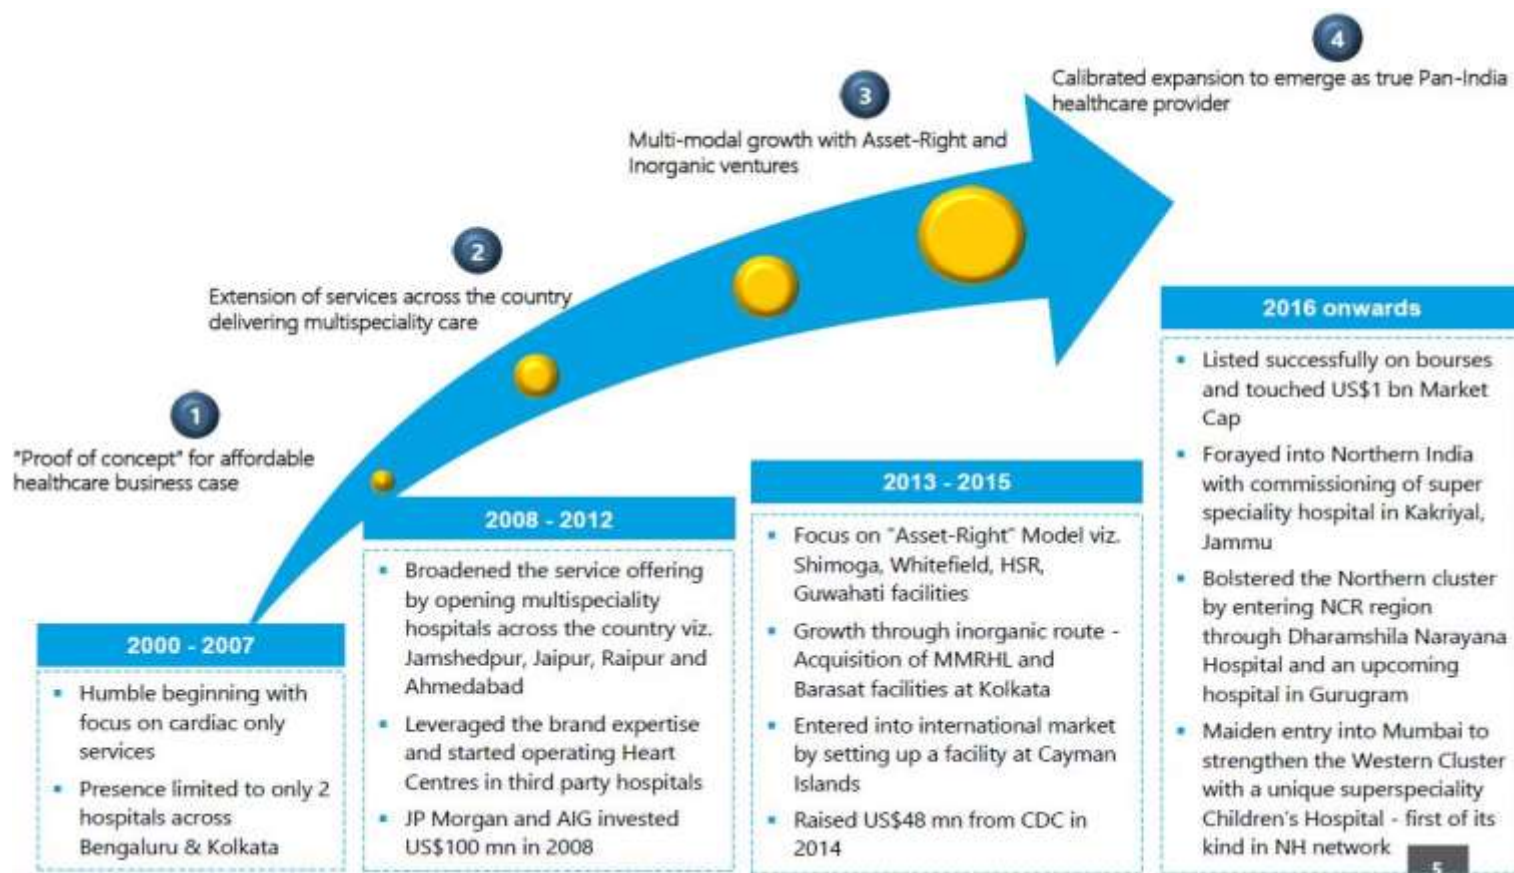 4
Calibrated expansion to emerge as true Pan-India
healthcare provider
3
Multi-modal growth with Asset-Right and
Inorganic ventures
2
Extension of services across the country
delivering multispeciality care
1
"Proof of concept" for affordable
healthcare business case
2000 - 2007
▪ Humble beginning with
focus on cardiac only
services
▪ Presence limited to only 2
hospitals across
Bengaluru & Kolkata
2008 - 2012
▪ Broadened the service offering
by opening multispeciality
hospitals across the country viz.
Jamshedpur, Jaipur, Raipur and
Ahmedabad
▪ Leveraged the brand expertise
and started operating Heart
Centres in third party hospitals
▪ JP Morgan and AIG invested
US$100 mn in 2008
2013 - 2015
▪ Focus on "Asset-Right" Model viz.
Shimoga, Whitefield, HSR,
Guwahati facilities
▪ Growth through inorganic route -
Acquisition of MMRHL and
Barasat facilities at Kolkata
▪ Entered into international market
by setting up a facility at Cayman
Islands
▪ Raised US$48 mn from CDC in
2014
2016 onwards
▪ Listed successfully on bourses
and touched US$1 bn Market
Cap
▪ Forayed into Northern India
with commissioning of super
speciality hospital in Kakriyal,
Jammu
▪ Bolstered the Northern cluster
by entering NCR region
through Dharamshila Narayana
Hospital and an upcoming
hospital in Gurugram
▪ Maiden entry into Mumbai to
strengthen the Western Cluster
with a unique superspeciality
Children's Hospital - first of its
kind in NH network
5